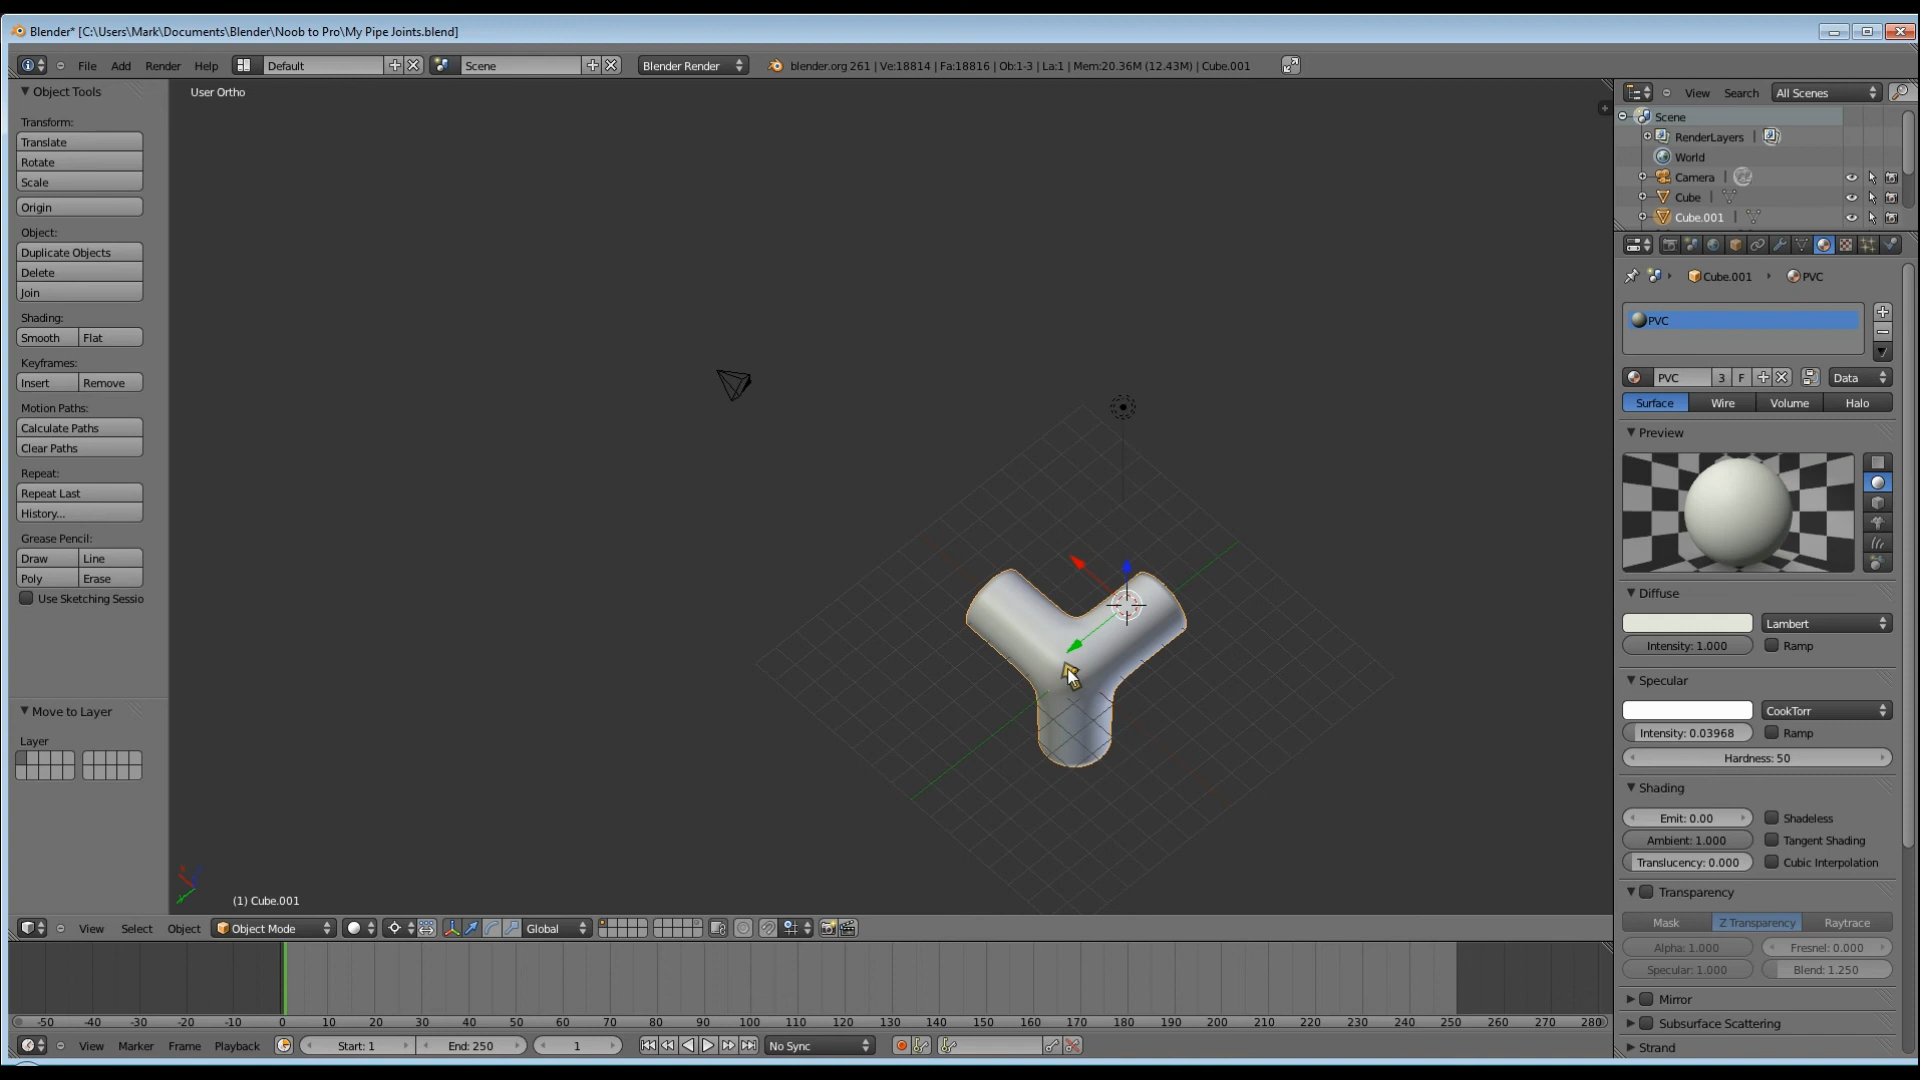 Blender* [C:\Users\Mark\Documents\Blender\Noob to Pro\My Pipe Joints.blend]
File Add Render Help Default Scene Blender Render blender.org 261 | Ve:18814 | Fa:18816 | Ob:1-3 | La:1 | Mem:20.36M (12.43M) | Cube.001
Object Tools
Transform:
Translate
Rotate
Scale
Origin
Object:
Duplicate Objects
Delete
Join
Shading:
Smooth Flat
Keyframes:
Insert Remove
Motion Paths:
Calculate Paths
Clear Paths
Repeat:
Repeat Last
History...
Grease Pencil:
Draw Line
Poly Erase
Use Sketching Sessio
Move to Layer
Layer
User Ortho
(1) Cube.001
View Select Object Object Mode Global
View Search All Scenes
Scene
RenderLayers |
World
Camera |
Cube |
Cube.001 |
Cube.001 PVC
PVC
PVC 3 F Data
Surface Wire Volume Halo
Preview
Diffuse
Lambert
Intensity: 1.000 Ramp
Specular
CookTorr
Intensity: 0.03968 Ramp
Hardness: 50
Shading
Emit: 0.00 Shadeless
Ambient: 1.000 Tangent Shading
Translucency: 0.000 Cubic Interpolation
Transparency
Mask Z Transparency Raytrace
Alpha: 1.000 Fresnel: 0.000
Specular: 1.000 Blend: 1.250
Mirror
Subsurface Scattering
Strand
-50 -40 -30 -20 -10 0 10 20 30 40 50 60 70 80 90 100 110 120 130 140 150 160 170 180 190 200 210 220 230 240 250 260 270 280
View Marker Frame Playback Start: 1 End: 250 1 No Sync